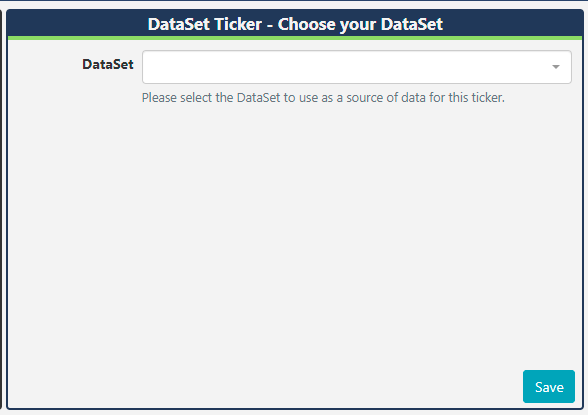 DataSet Ticker - Choose your DataSet
DataSet
Please select the DataSet to use as a source of data for this ticker.
Save